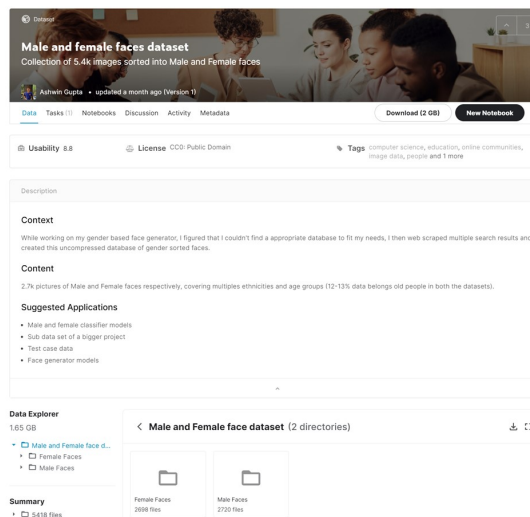 Dataset
Male and female faces dataset
Collection of 5.4k images sorted into Male and Female faces
Ashwin Gupta • updated a month ago (Version 1)
Data Tasks (1) Notebooks Discussion Activity Metadata Download (2 GB) New Notebook
Usability 8.8 License CC0: Public Domain Tags computer science, education, online communities,
image data, people and 1 more
Description
Context
While working on my gender based face generator, I figured that I couldn't find a appropriate database to fit my needs, I then web scraped multiple search results and
created this uncompressed database of gender sorted faces.
Content
2.7k pictures of Male and Female faces respectively, covering multiple ethnicities and age groups (12-13% data belongs old people in both the datasets).
Suggested Applications
• Male and female classifier models
• Sub data set of a bigger project
• Test case data
• Face generator models
Data Explorer
1.65 GB
Male and Female face d...
Female Faces
Male Faces
Summary
5418 files
< Male and Female face dataset (2 directories)
Female Faces
2698 files
Male Faces
2720 files